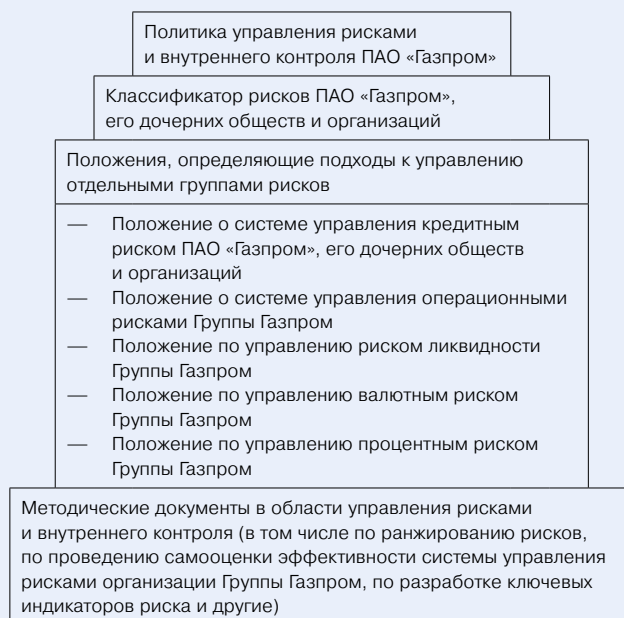 Политика управления рисками
и внутреннего контроля ПАО «Газпром»
Классификатор рисков ПАО «Газпром»,
его дочерних обществ и организаций
Положения, определяющие подходы к управлению
отдельными группами рисков
— Положение о системе управления кредитным
риском ПАО «Газпром», его дочерних обществ
и организаций
— Положение о системе управления операционными
рисками Группы Газпром
— Положение по управлению риском ликвидности
Группы Газпром
— Положение по управлению валютным риском
Группы Газпром
— Положение по управлению процентным риском
Группы Газпром
Методические документы в области управления рисками
и внутреннего контроля (в том числе по ранжированию рисков,
по проведению самооценки эффективности системы управления
рисками организации Группы Газпром, по разработке ключевых
индикаторов риска и другие)